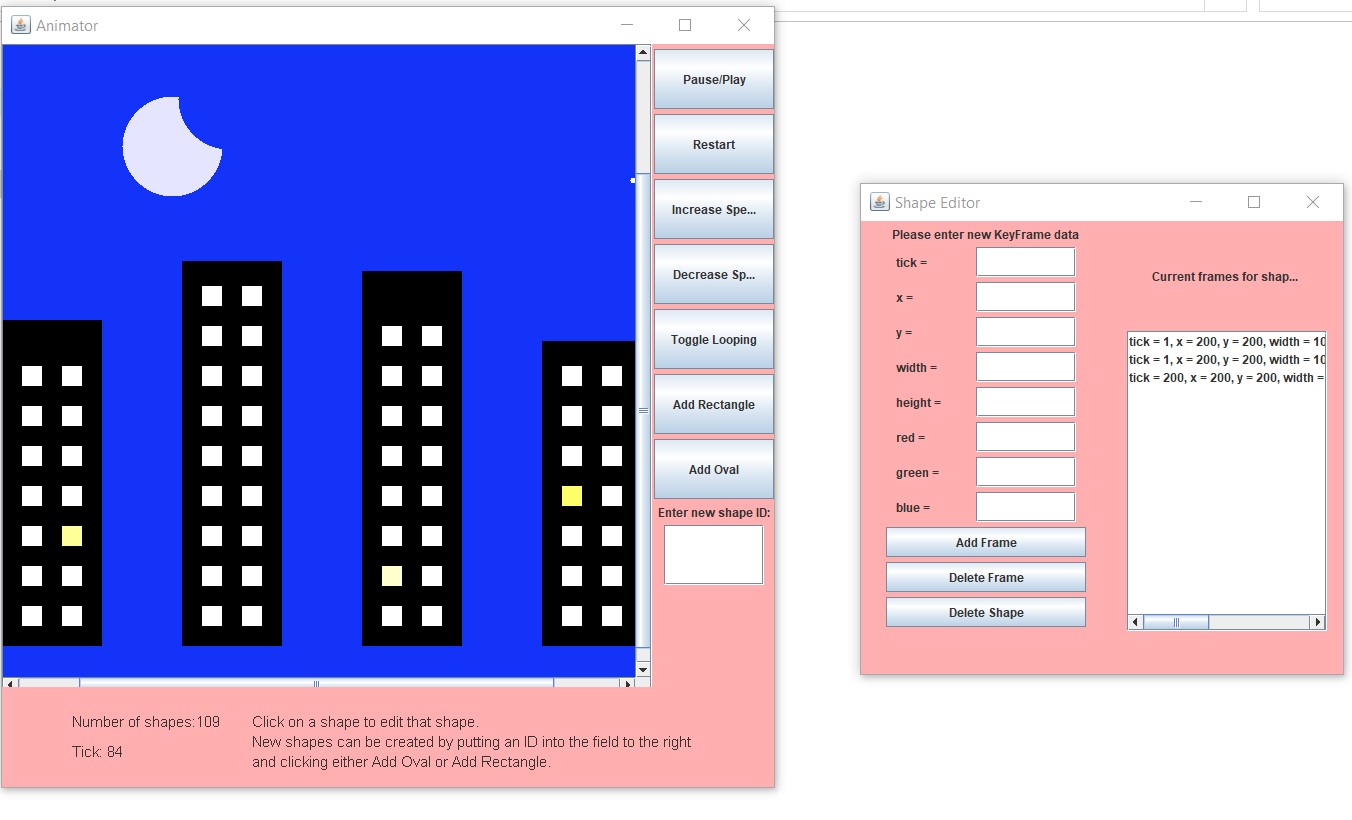 Animator
Pause/Play
Restart
Increase Spe...
Decrease Sp...
Toggle Looping
Add Rectangle
Add Oval
Enter new shape ID:
Number of shapes:109
Tick: 84
Click on a shape to edit that shape.
New shapes can be created by putting an ID into the field to the right
and clicking either Add Oval or Add Rectangle.
Shape Editor
Please enter new KeyFrame data
tick =
x =
y =
width =
height =
red =
green =
blue =
Add Frame
Delete Frame
Delete Shape
Current frames for shap...
tick = 1, x = 200, y = 200, width = 10
tick = 1, x = 200, y = 200, width = 10
tick = 200, x = 200, y = 200, width =